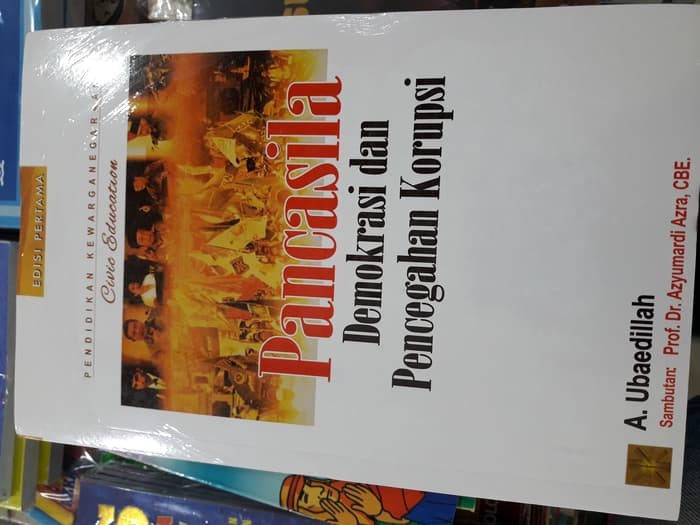 EDISI PERTAMA
PENDIDIKAN KEWARGANEGARAAN
Civic Education
Pancasila
Demokrasi dan
Pencegahan Korupsi
A. Ubaedillah
Sambutan: Prof. Dr. Azyumardi Azra, CBE.